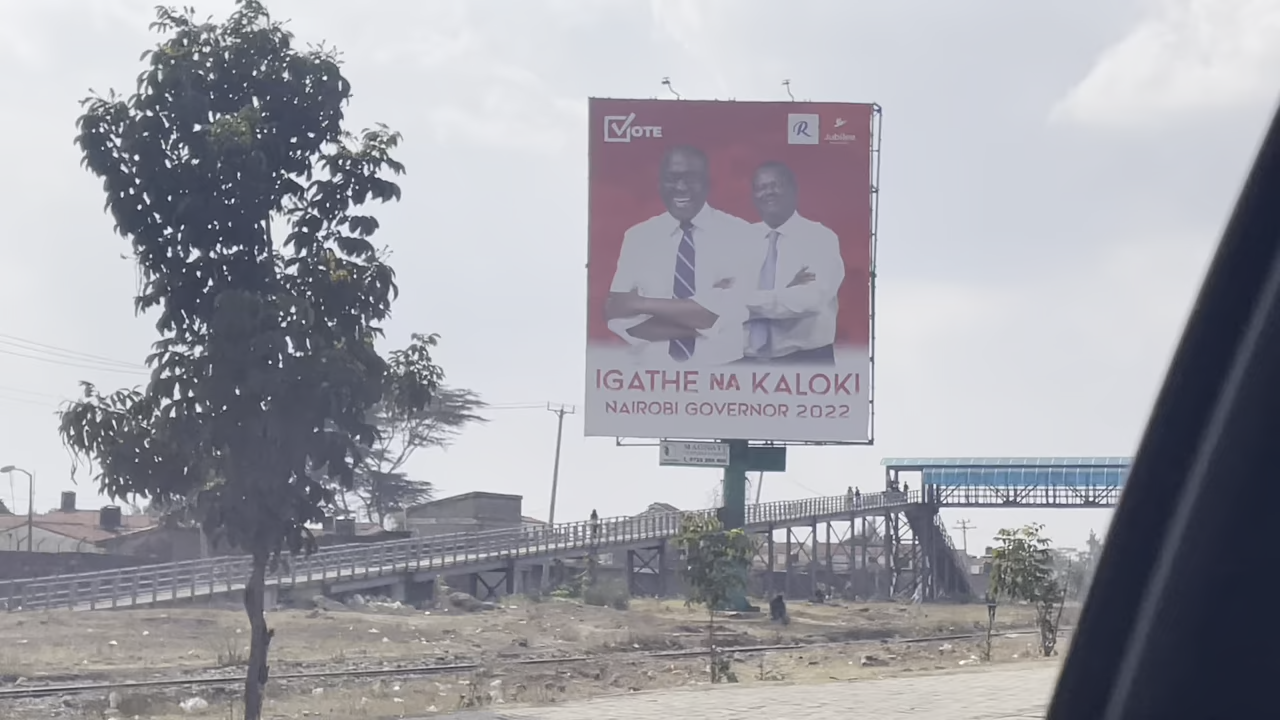 VOTE
R
Jubilee
IGATHE NA KALOKI
NAIROBI GOVERNOR 2022